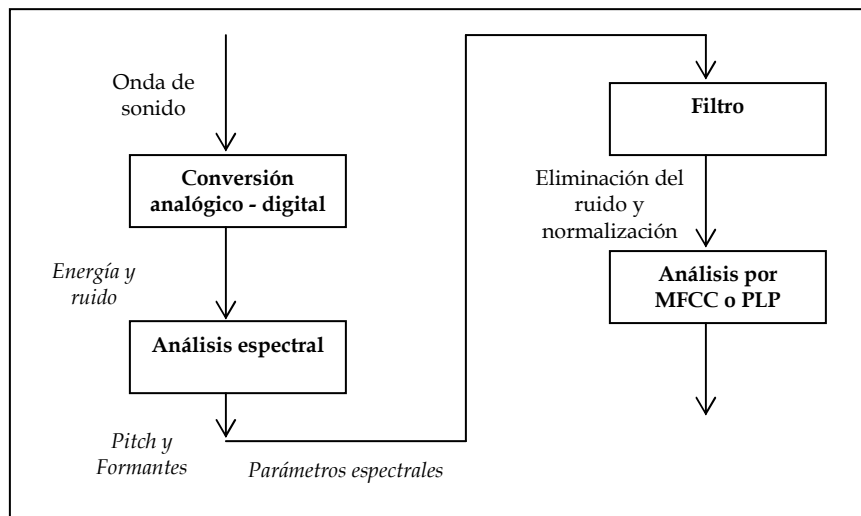 Onda de
sonido
Conversión
analógico - digital
Energía y
ruido
Análisis espectral
Pitch y
Formantes
Parámetros espectrales
Filtro
Eliminación del
ruido y
normalización
Análisis por
MFCC o PLP